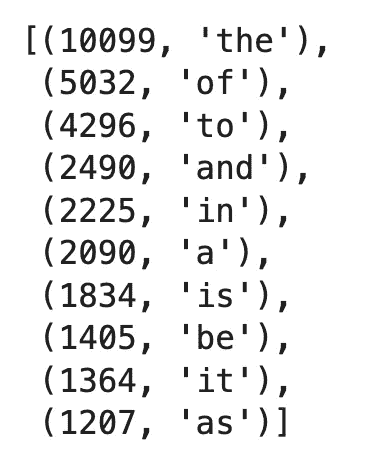 [(10099, 'the'),
(5032, 'of'),
(4296, 'to'),
(2490, 'and'),
(2225, 'in'),
(2090, 'a'),
(1834, 'is'),
(1405, 'be'),
(1364, 'it'),
(1207, 'as')]